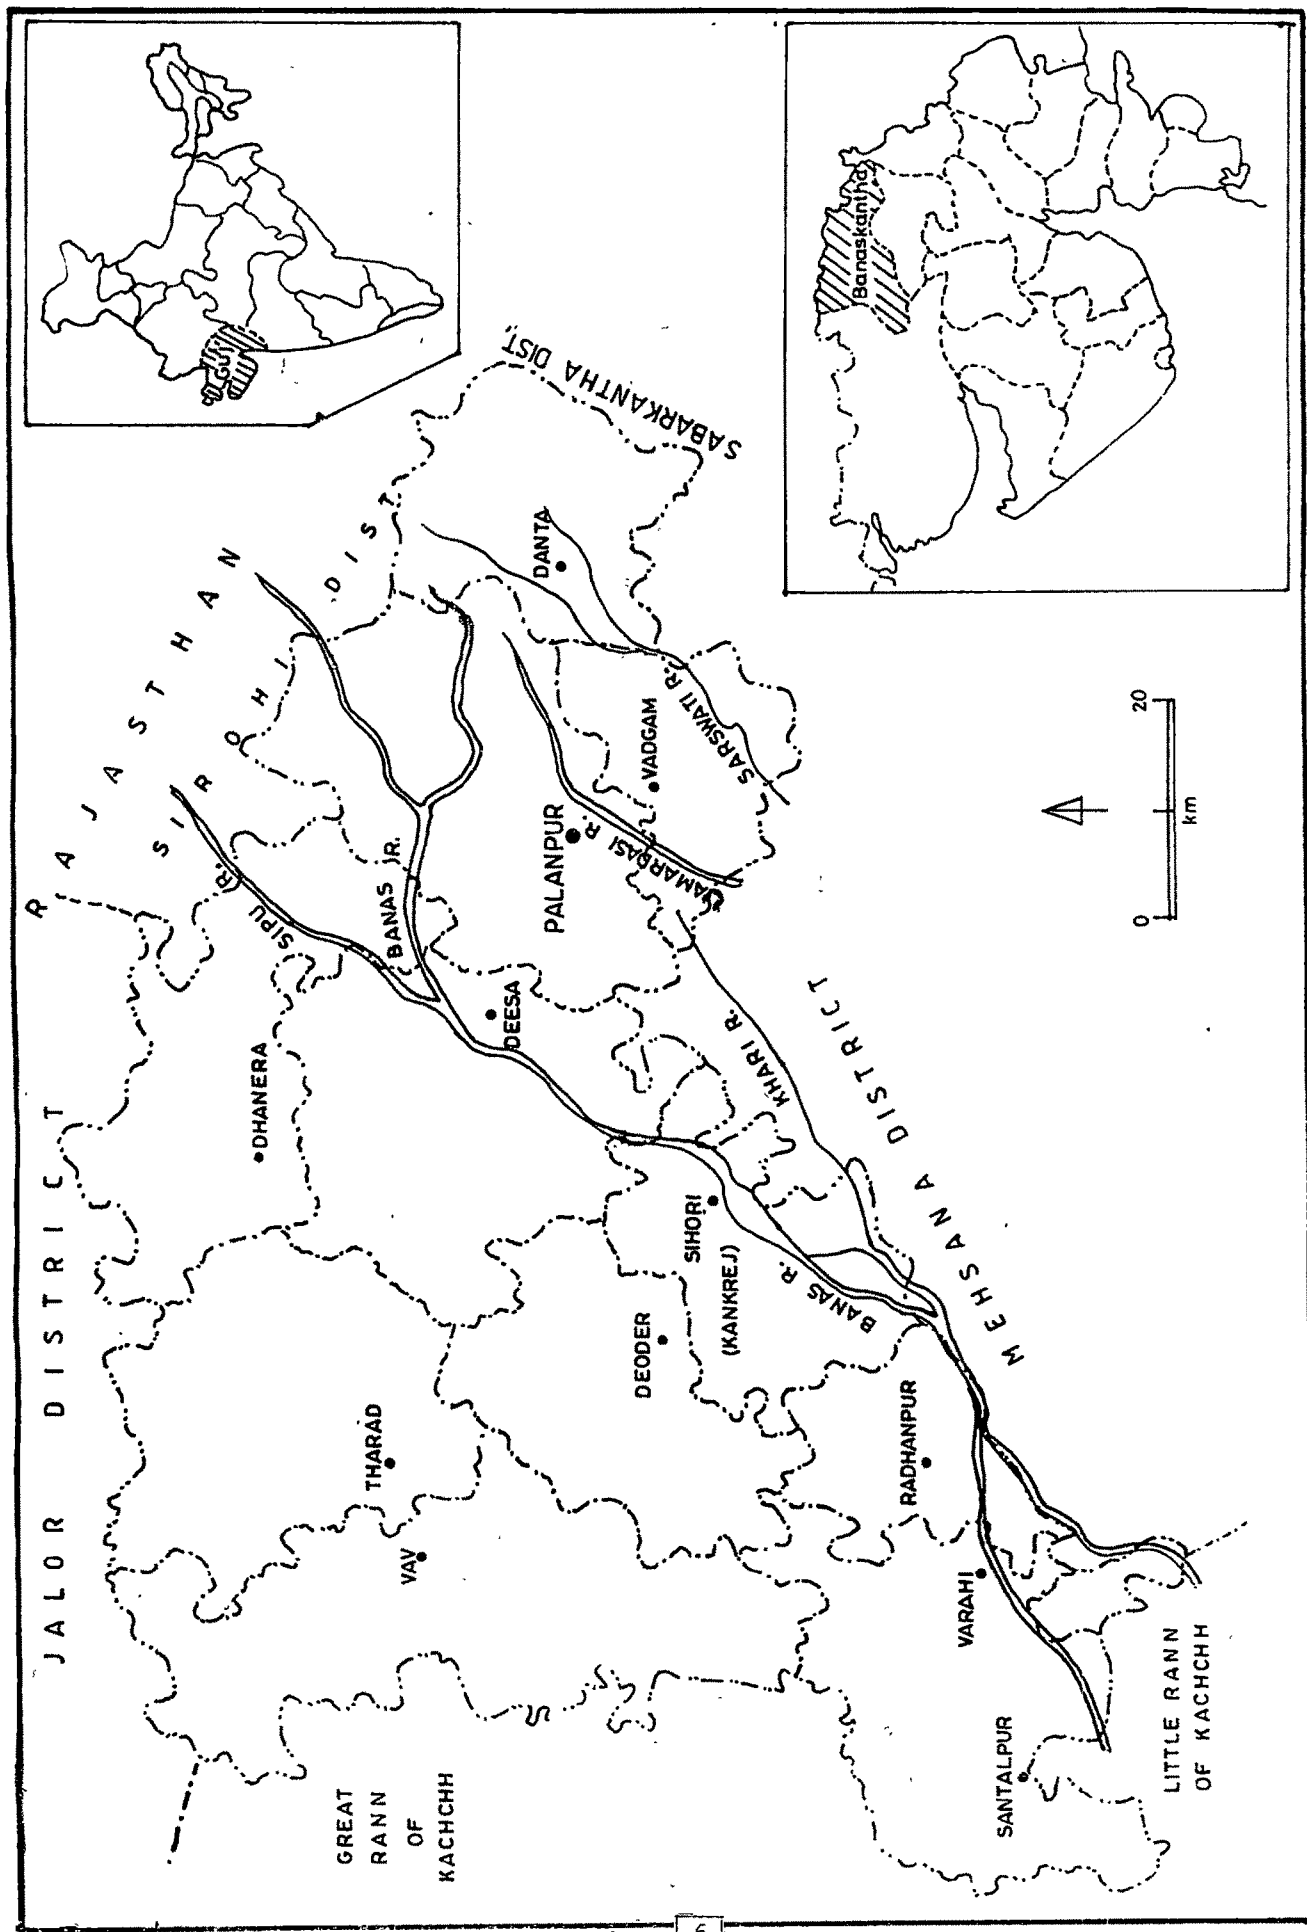 RAJASTHAN
JALOR DISTRICT
SIROHI DIST
SABARKANTHA DIST.
SIPU R.
BANAS R.
DHANERA
DEESA
PALANPUR
DANTA
VADGAM
SARSWATI R.
UMARDASI R.
KHARI R.
MEHSANA DISTRICT
THARAD
VAV
DEODER
SIHORI
(KANKREJ)
BANAS R.
RADHANPUR
VARAHI
SANTALPUR
GREAT
RANN
OF
KACHCHH
LITTLE RANN
OF KACHCHH
0 20
km
GUJ
Banaskantha
6